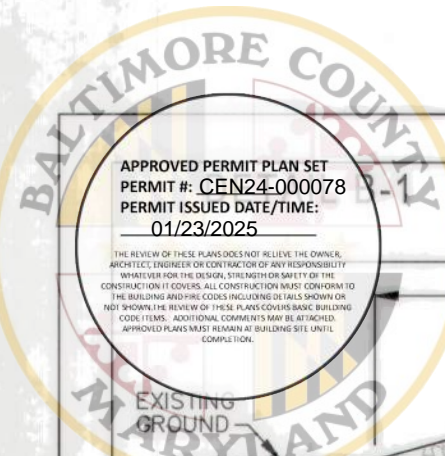 BALTIMORE COUNTY
APPROVED PERMIT PLAN SET
PERMIT #: CEN24-000078
B-1
PERMIT ISSUED DATE/TIME:
01/23/2025
THE REVIEW OF THESE PLANS DOES NOT RELIEVE THE OWNER,
ARCHITECT, ENGINEER OR CONTRACTOR OF ANY RESPONSIBILITY
WHATEVER FOR THE DESIGN, STRENGTH OR SAFETY OF THE
CONSTRUCTION IT COVERS. ALL CONSTRUCTION MUST CONFORM TO
THE BUILDING AND FIRE CODES INCLUDING DETAILS SHOWN OR
NOT SHOWN.THE REVIEW OF THESE PLANS COVERS BASIC BUILDING
CODE ITEMS. ADDITIONAL COMMENTS MAY BE ATTACHED.
APPROVED PLANS MUST REMAIN AT BUILDING SITE UNTIL
COMPLETION.
EXISTING
GROUND
MARYLAND